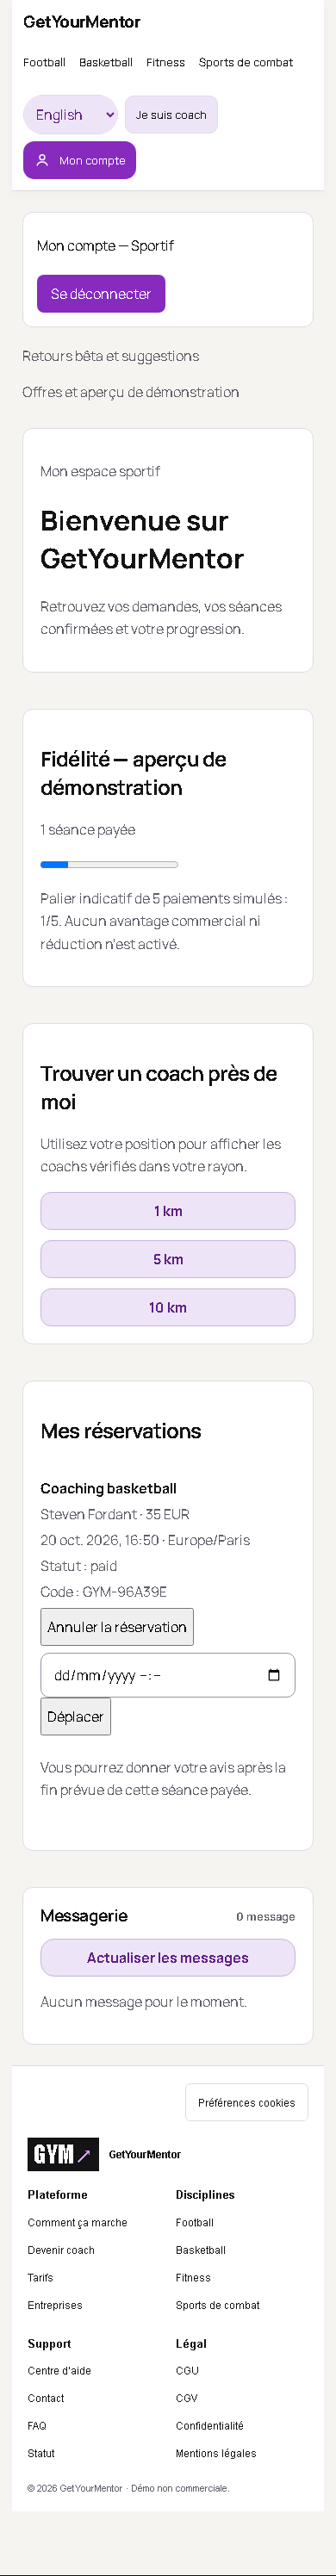 GetYourMentor
Football Basketball Fitness Sports de combat
English Je suis coach
Mon compte
Mon compte — Sportif
Se déconnecter
Retours bêta et suggestions
Offres et aperçu de démonstration
Mon espace sportif
Bienvenue sur
GetYourMentor
Retrouvez vos demandes, vos séances
confirmées et votre progression.
Fidélité — aperçu de
démonstration
1 séance payée
Palier indicatif de 5 paiements simulés :
1/5. Aucun avantage commercial ni
réduction n'est activé.
Trouver un coach près de
moi
Utilisez votre position pour afficher les
coachs vérifiés dans votre rayon.
1 km
5 km
10 km
Mes réservations
Coaching basketball
Steven Fordant · 35 EUR
20 oct. 2026, 16:50 · Europe/Paris
Statut : paid
Code : GYM-96A39E
Annuler la réservation
dd/mm/yyyy --:--
Déplacer
Vous pourrez donner votre avis après la
fin prévue de cette séance payée.
Messagerie 0 message
Actualiser les messages
Aucun message pour le moment.
Préférences cookies
GYM GetYourMentor
Plateforme Disciplines
Comment ça marche Football
Devenir coach Basketball
Tarifs Fitness
Entreprises Sports de combat
Support Légal
Centre d'aide CGU
Contact CGV
FAQ Confidentialité
Statut Mentions légales
© 2026 GetYourMentor · Démo non commerciale.